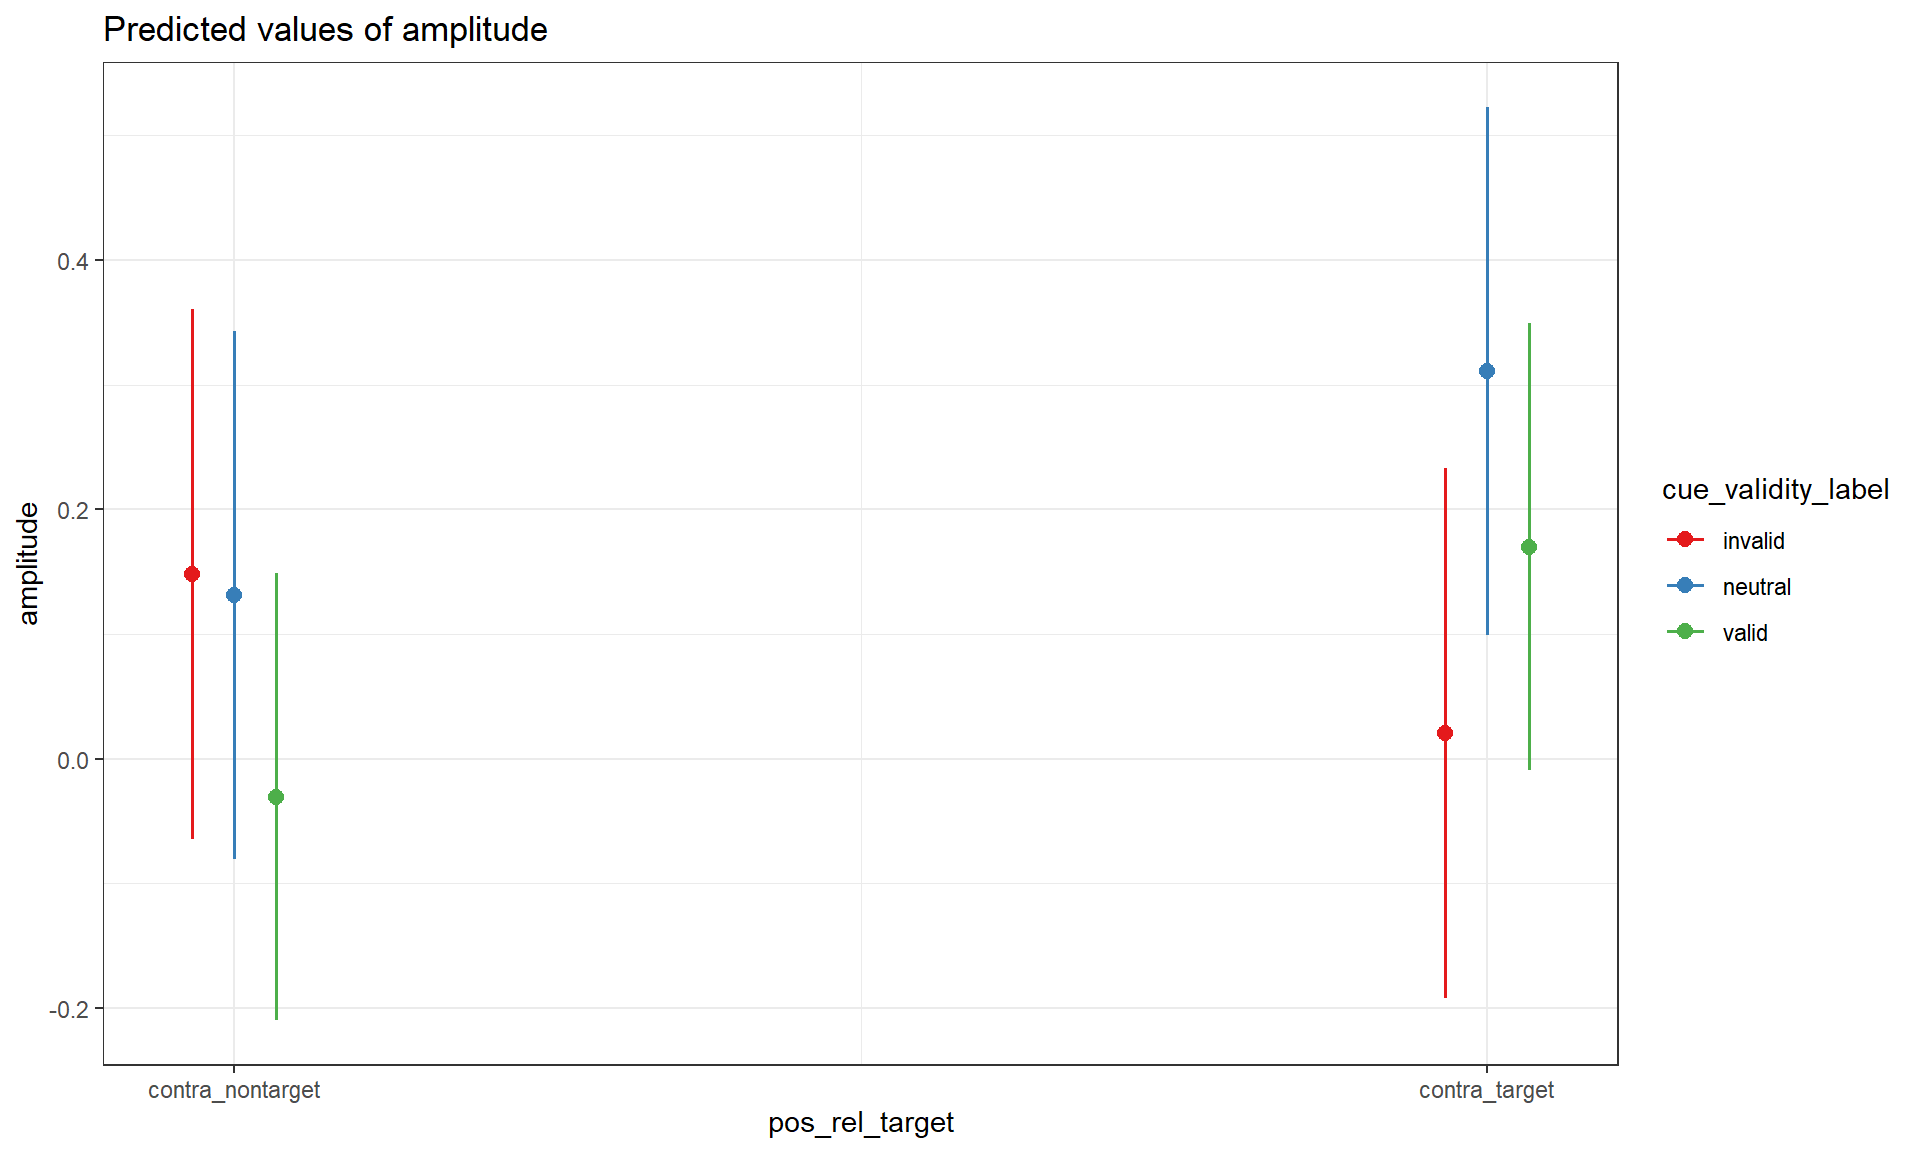 Predicted values of amplitude
amplitude
0.4
0.2
0.0
-0.2
contra_nontarget
contra_target
pos_rel_target
cue_validity_label
invalid
neutral
valid